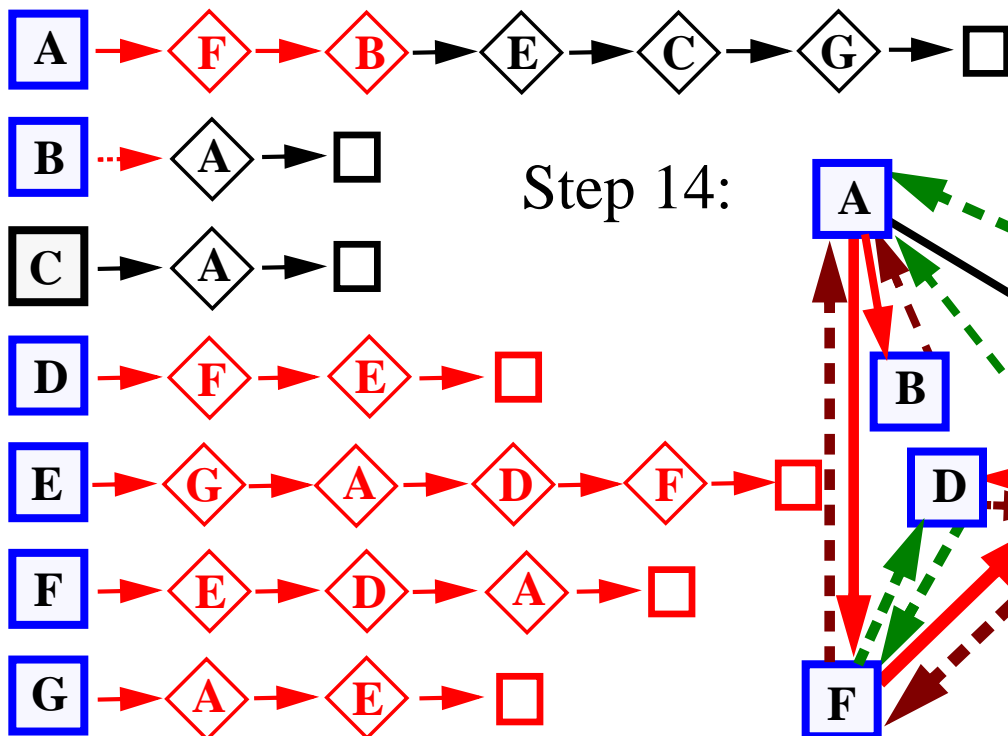 A F B E C G
B A
Step 14:
A
C A
D F E
B
E G A D F
D
F E D A
G A E
F